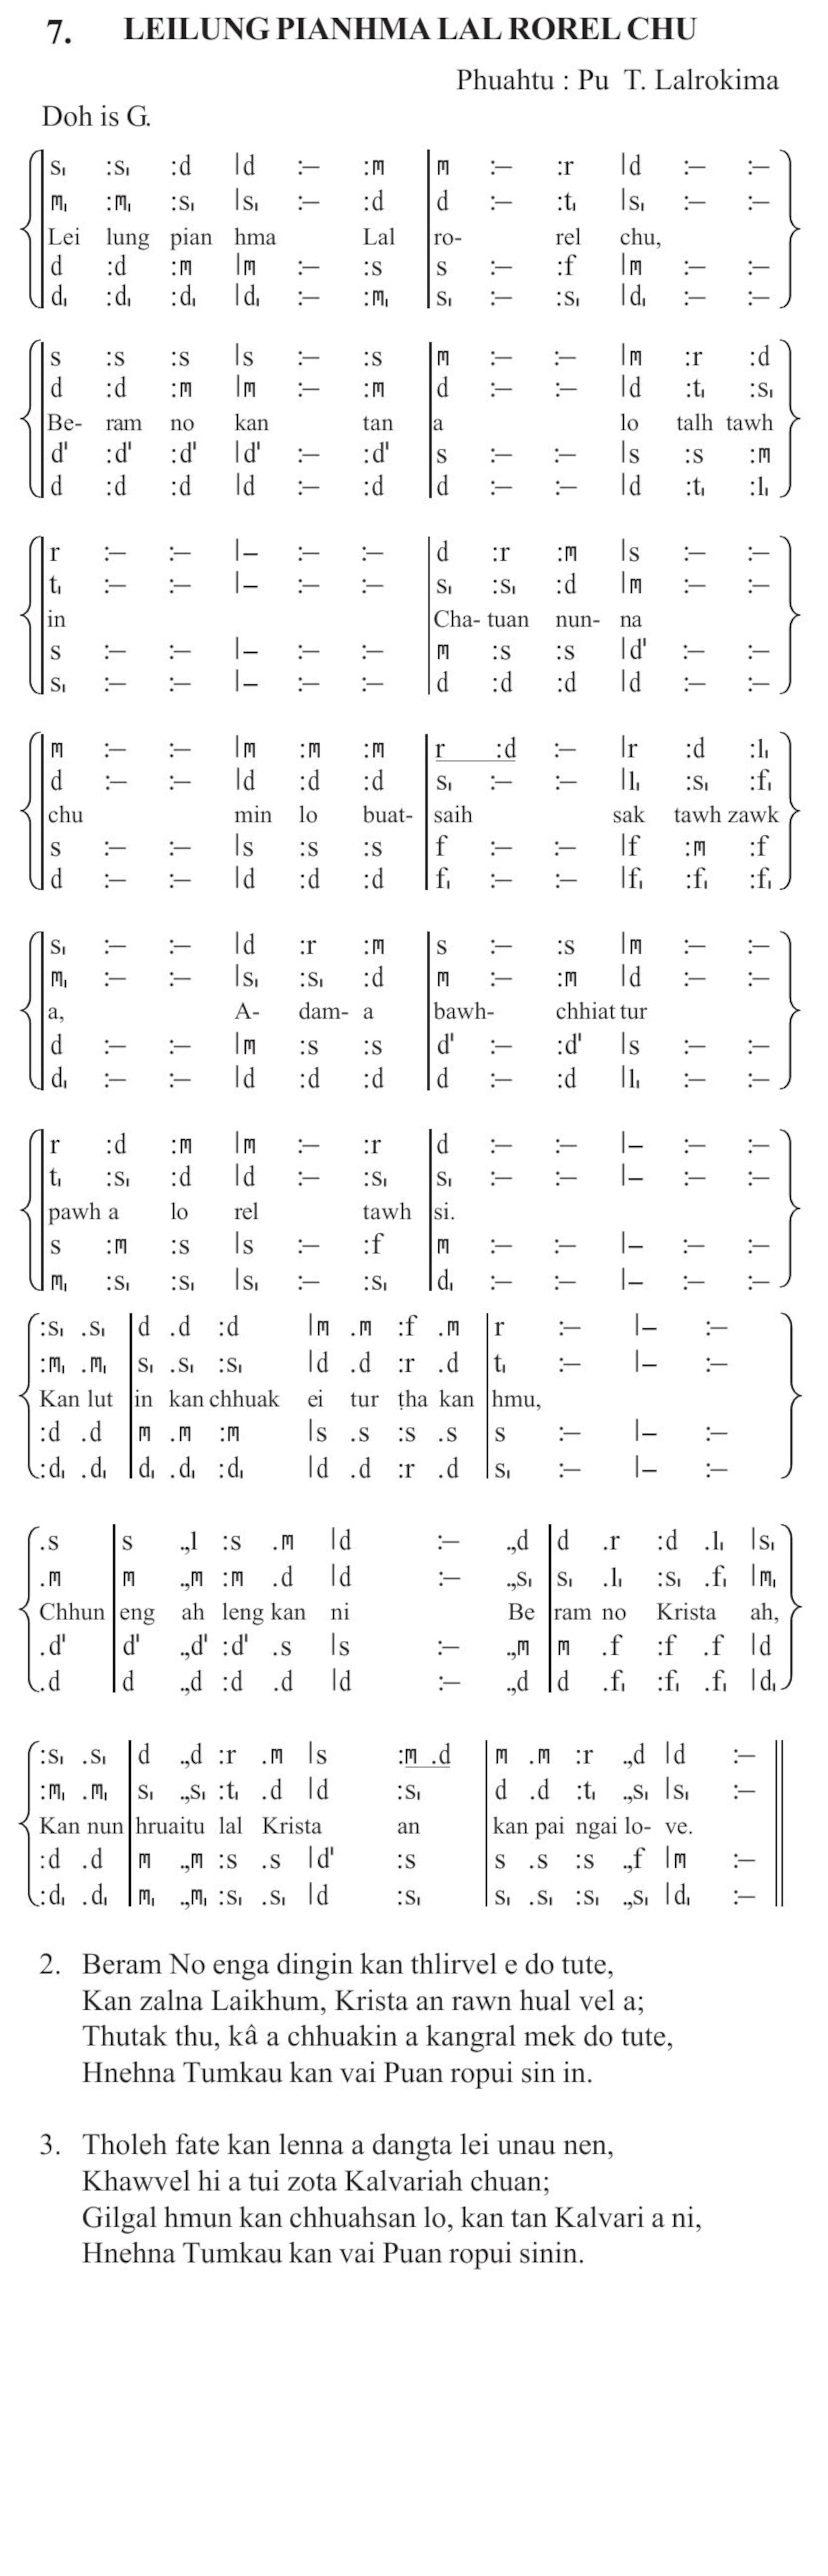 7. LEILUNG PIANHMA LAL ROREL CHU
Phuahtu : Pu T. Lalrokima
Doh is G.
s₁ :s₁ :d |d :– :m | m :– :r |d :– :–
m₁ :m₁ :s₁ |s₁ :– :d | d :– :t₁ |s₁ :– :–
Lei lung pian hma Lal ro- rel chu,
d :d :m |m :– :s | s :– :f |m :– :–
d₁ :d₁ :d₁ |d₁ :– :m₁ | s₁ :– :s₁ |d₁ :– :–
s :s :s |s :– :s | m :– :– |m :r :d
d :d :m |m :– :m | d :– :– |d :t₁ :s₁
Be- ram no kan tan a lo talh tawh
d' :d' :d' |d' :– :d' | s :– :– |s :s :m
d :d :d |d :– :d | d :– :– |d :t₁ :l₁
r :– :– |– :– :– | d :r :m |s :– :–
t₁ :– :– |– :– :– | s₁ :s₁ :d |m :– :–
in Cha- tuan nun- na
s :– :– |– :– :– | m :s :s |d' :– :–
s₁ :– :– |– :– :– | d :d :d |d :– :–
m :– :– |m :m :m | r :d :– |r :d :l₁
d :– :– |d :d :d | s₁ :– :– |l₁ :s₁ :f₁
chu min lo buat- saih sak tawh zawk
s :– :– |s :s :s | f :– :– |f :m :f
d :– :– |d :d :d | f₁ :– :– |f₁ :f₁ :f₁
s₁ :– :– |d :r :m | s :– :s |m :– :–
m₁ :– :– |s₁ :s₁ :d | m :– :m |d :– :–
a, A- dam- a bawh- chhiat tur
d :– :– |m :s :s | d' :– :d' |s :– :–
d₁ :– :– |d :d :d | d :– :d |l₁ :– :–
r :d :m |m :– :r | d :– :– |– :– :–
t₁ :s₁ :d |d :– :s₁ | s₁ :– :– |– :– :–
pawh a lo rel tawh si.
s :m :s |s :– :f | m :– :– |– :– :–
m₁ :s₁ :s₁ |s₁ :– :s₁ | d₁ :– :– |– :– :–
:s₁ .s₁ | d .d :d |m .m :f .m | r :– |– :–
:m₁ .m₁ | s₁ .s₁ :s₁ |d .d :r .d | t₁ :– |– :–
Kan lut in kan chhuak ei tur ṭha kan hmu,
:d .d | m .m :m |s .s :s .s | s :– |– :–
:d₁ .d₁ | d₁ .d₁ :d₁ |d .d :r .d | s₁ :– |– :–
.s | s .,l :s .m |d :– .,d | d .r :d .l₁ |s₁
.m | m .,m :m .d |d :– .,s₁ | s₁ .l₁ :s₁ .f₁ |m₁
Chhun eng ah leng kan ni Be ram no Krista ah,
.d' | d' .,d' :d' .s |s :– .,m | m .f :f .f |d
.d | d .,d :d .d |d :– .,d | d .f₁ :f₁ .f₁ |d₁
:s₁ .s₁ | d .,d :r .m |s :m .d | m .m :r .,d |d :– ||
:m₁ .m₁ | s₁ .,s₁ :t₁ .d |d :s₁ | d .d :t₁ .,s₁ |s₁ :– ||
Kan nun hruaitu lal Krista an kan pai ngai lo- ve.
:d .d | m .,m :s .s |d' :s | s .s :s .,f |m :– ||
:d₁ .d₁ | m₁ .,m₁ :s₁ .s₁ |d :s₁ | s₁ .s₁ :s₁ .,s₁ |d₁ :– ||
2. Beram No enga dingin kan thlirvel e do tute,
Kan zalna Laikhum, Krista an rawn hual vel a;
Thutak thu, kâ a chhuakin a kangral mek do tute,
Hnehna Tumkau kan vai Puan ropui sin in.
3. Tholeh fate kan lenna a dangta lei unau nen,
Khawvel hi a tui zota Kalvariah chuan;
Gilgal hmun kan chhuahsan lo, kan tan Kalvari a ni,
Hnehna Tumkau kan vai Puan ropui sinin.